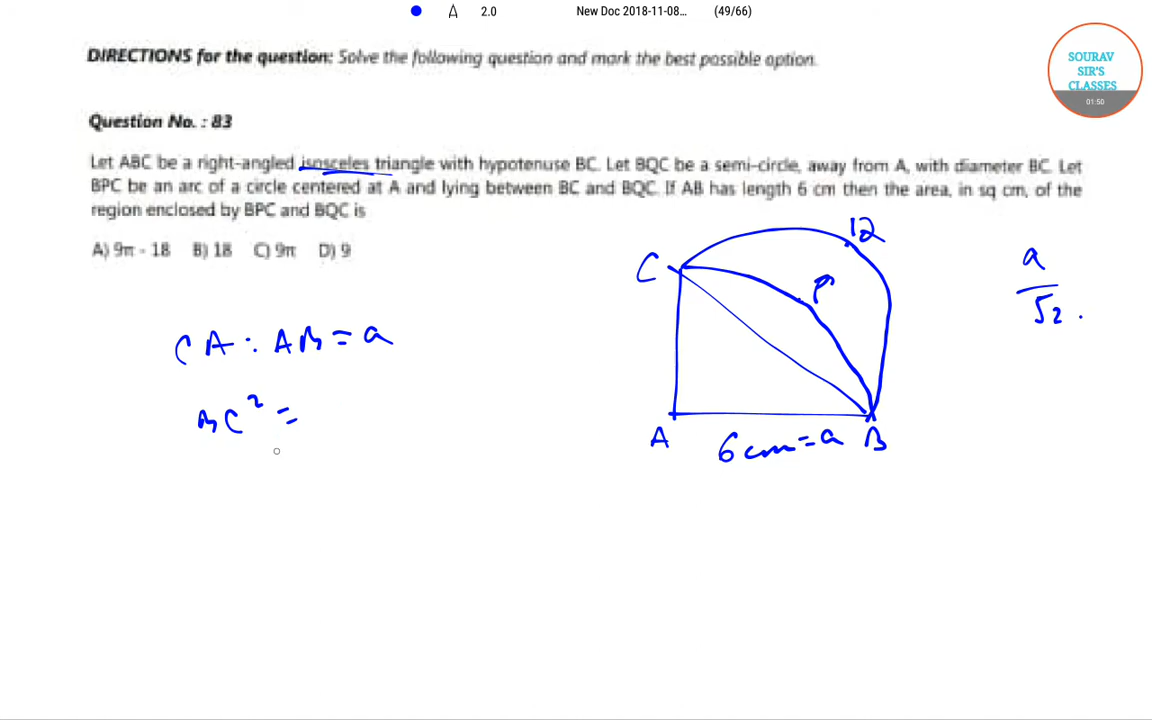 A 2.0 New Doc 2018-11-08... (49/66)
SOURAV
SIR'S
CLASSES
01:50
DIRECTIONS for the question: Solve the following question and mark the best possible option.
Question No. : 83
Let ABC be a right-angled isosceles triangle with hypotenuse BC. Let BQC be a semi-circle, away from A, with diameter BC. Let
BPC be an arc of a circle centered at A and lying between BC and BQC. If AB has length 6 cm then the area, in sq cm, of the
region enclosed by BPC and BQC is
A) 9π - 18 B) 18 C) 9π D) 9
C
12
P
a
√2 .
CA : AB = a
BC² =
A 6 cm = a B